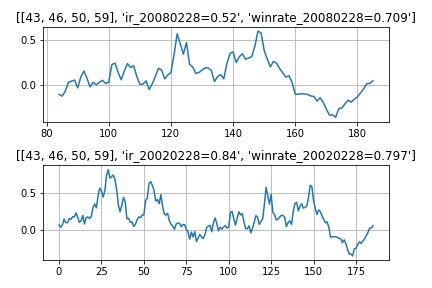 [[43, 46, 50, 59], 'ir_20080228=0.52', 'winrate_20080228=0.709']
0.5
0.0
80 100 120 140 160 180
[[43, 46, 50, 59], 'ir_20020228=0.84', 'winrate_20020228=0.797']
0.5
0.0
0 25 50 75 100 125 150 175